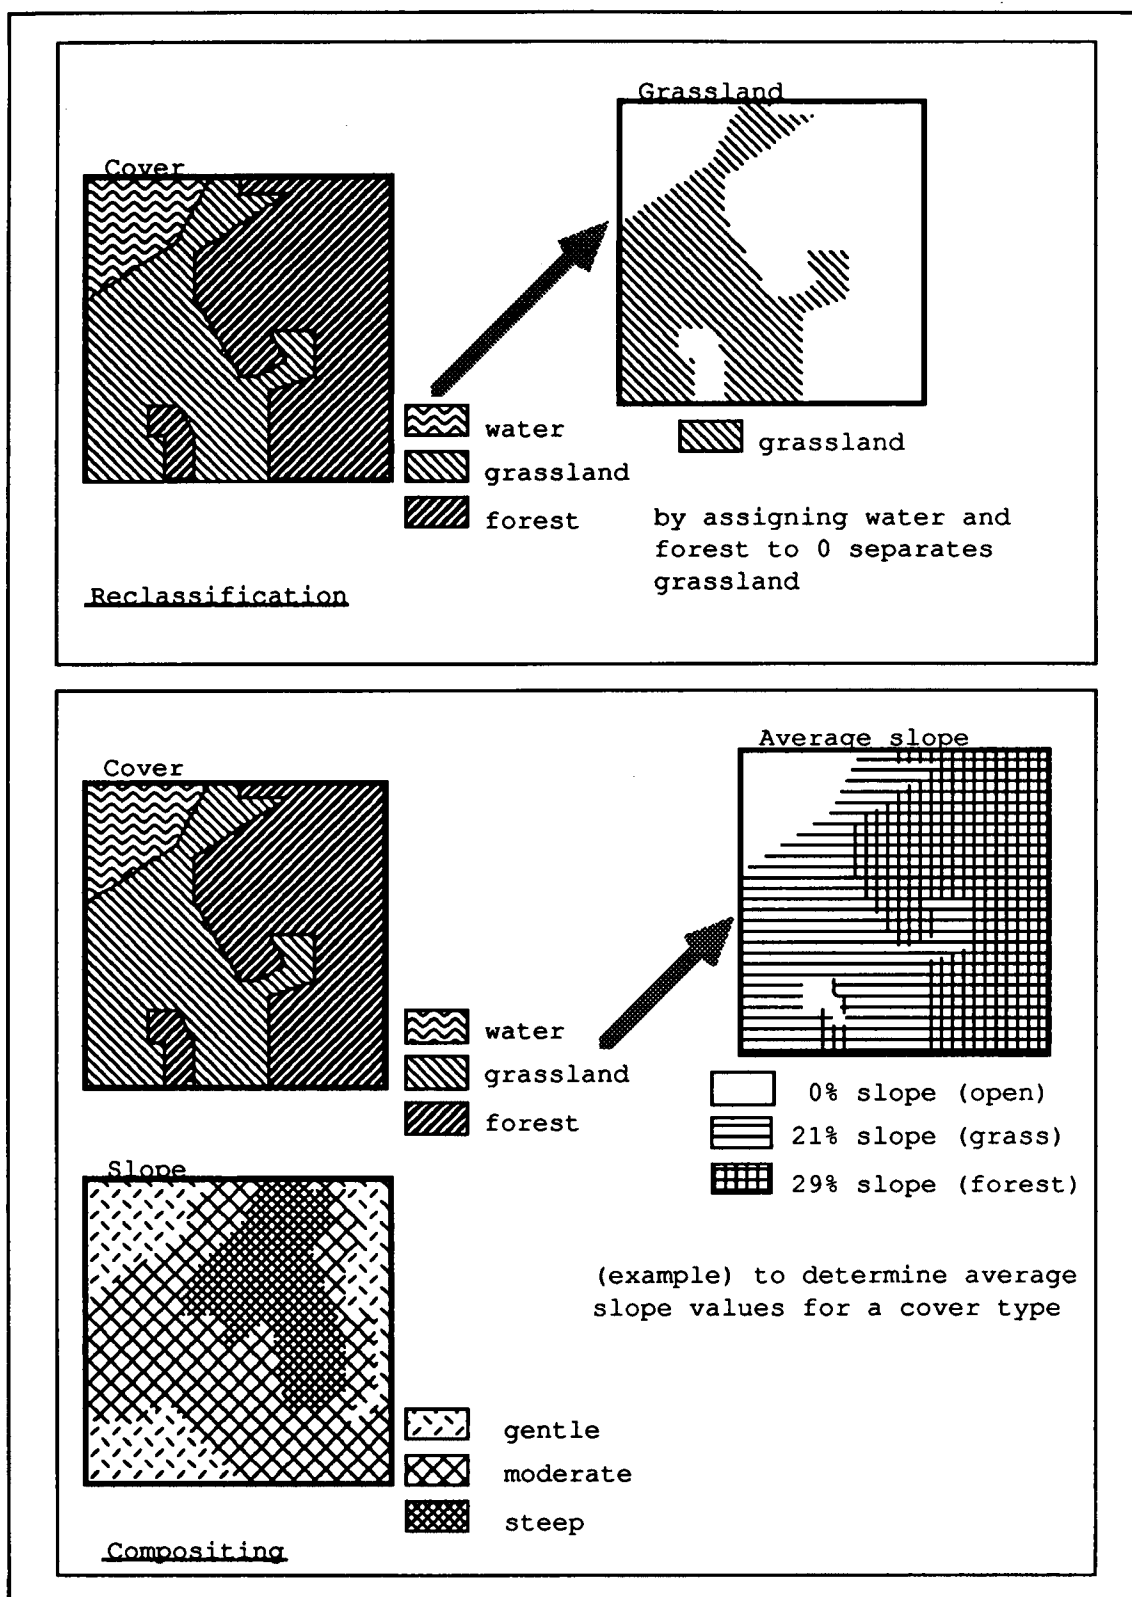 Grassland
Cover
water
grassland
forest
grassland
by assigning water and
forest to 0 separates
grassland
Reclassification
Average slope
Cover
water
grassland
forest
0% slope (open)
21% slope (grass)
29% slope (forest)
Slope
(example) to determine average
slope values for a cover type
gentle
moderate
steep
Compositing